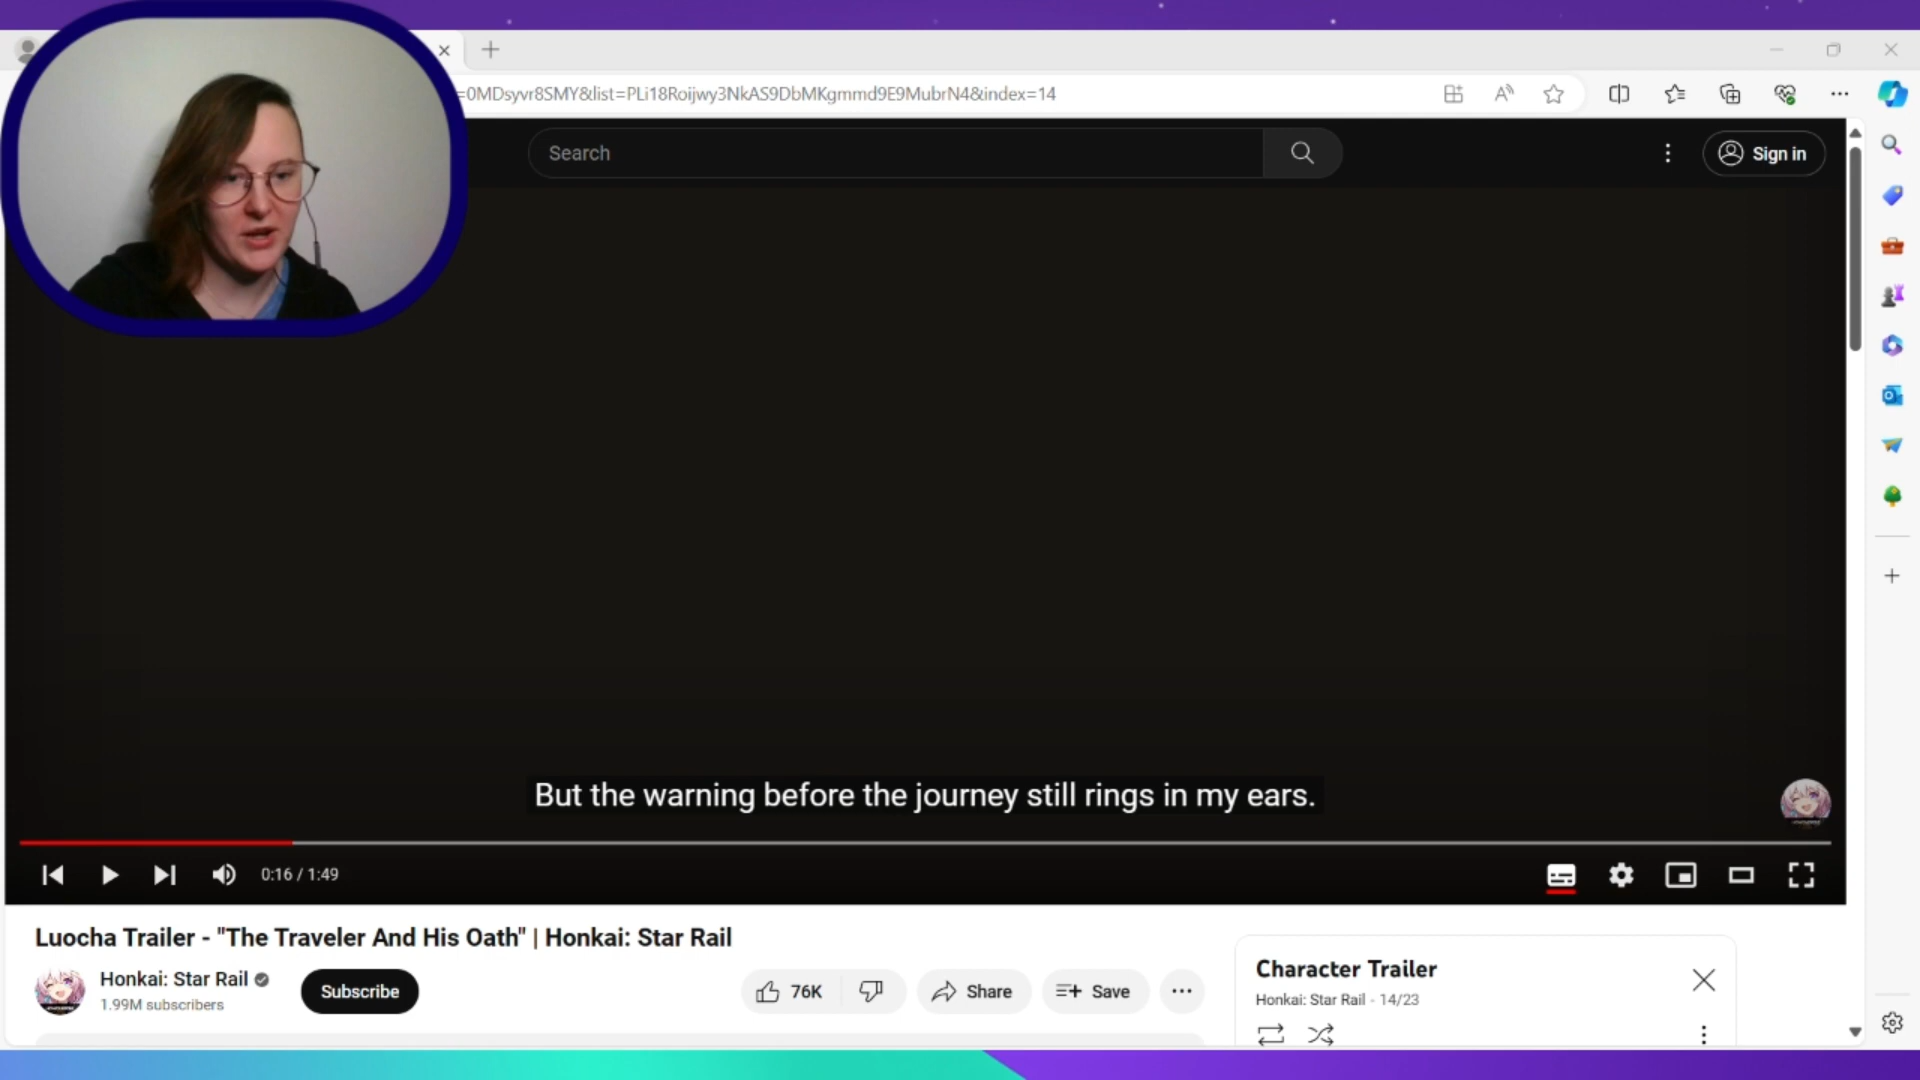 =0MDsyvr8SMY&list=PLi18Roijwy3NkAS9DbMKgmmd9E9MubrN4&index=14
Search
Sign in
But the warning before the journey still rings in my ears.
0:16 / 1:49
Luocha Trailer - "The Traveler And His Oath" | Honkai: Star Rail
Honkai: Star Rail
1.99M subscribers
Subscribe
76K
Share
Save
Character Trailer
Honkai: Star Rail - 14/23